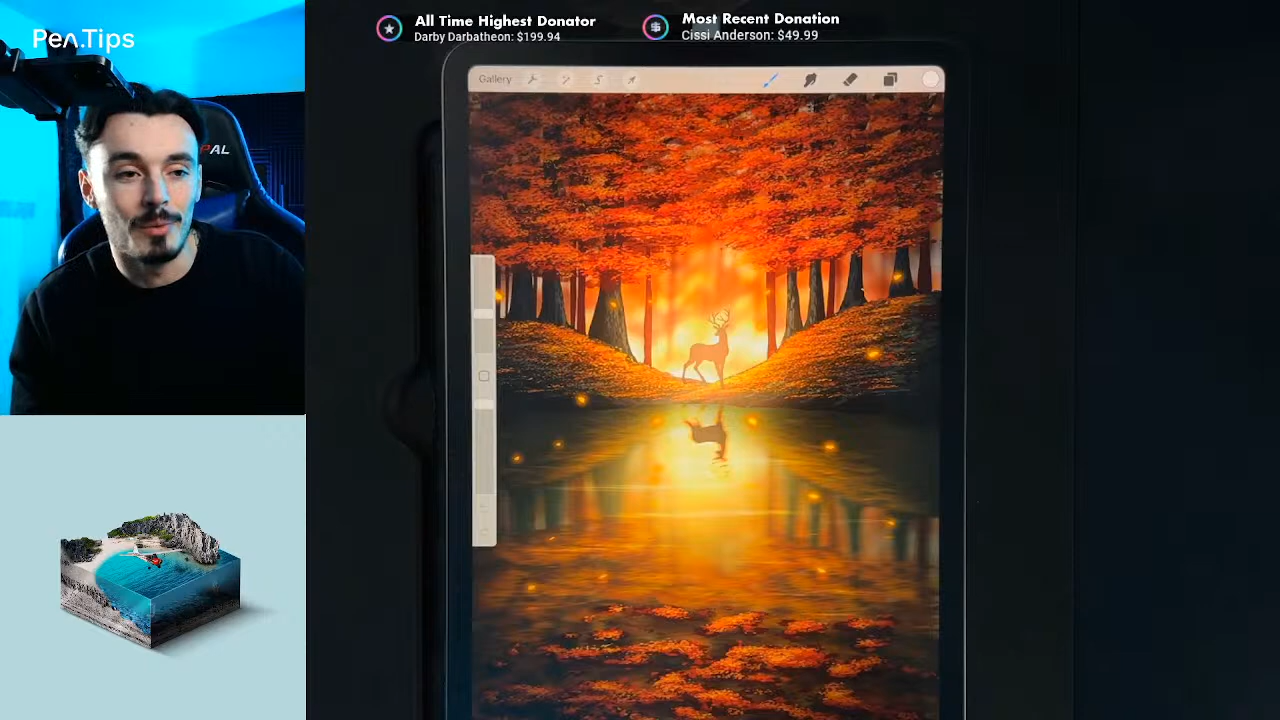 Pen.Tips
All Time Highest Donator
Darby Darbatheon: $199.94
Most Recent Donation
Cissi Anderson: $49.99
Gallery
PAL